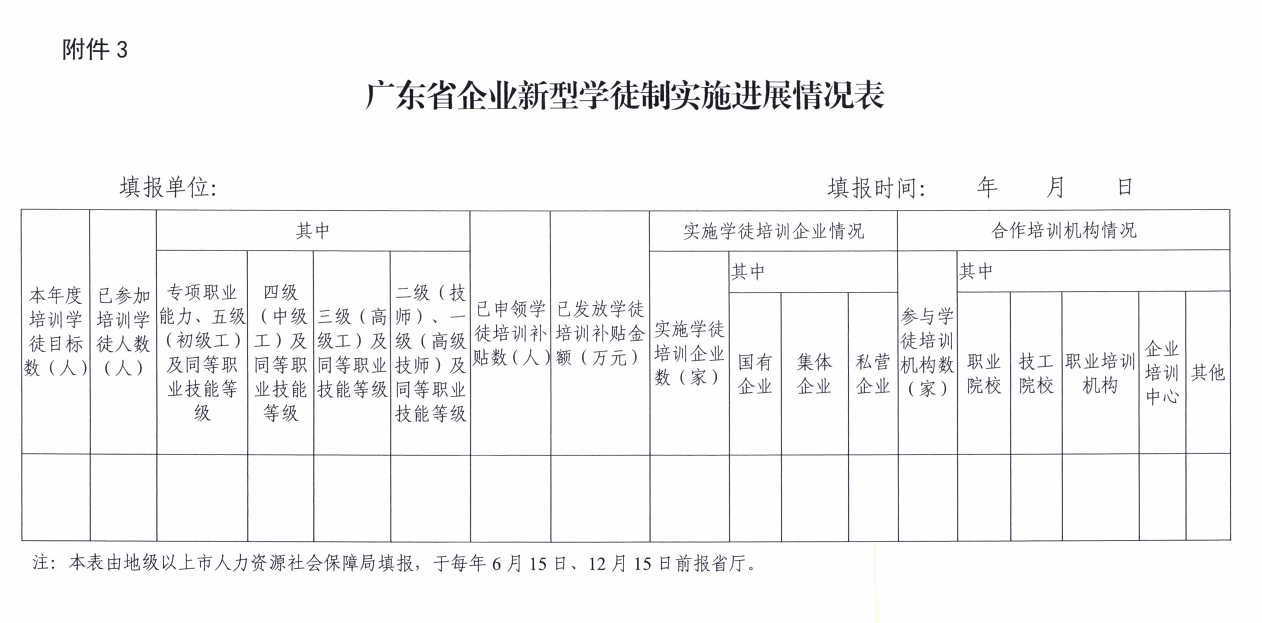 附件 3
广东省企业新型学徒制实施进展情况表
填报单位:
填报时间: 年 月 日
本年度
培训学
徒目标
数(人)
已参加
培训学
徒人数
(人)
其中
专项职业
能力、五级
(初级工)
及同等职
业技能等
级
四级
(中级
工)及
同等职
业技能
等级
三级(高
级工)及
同等职业
技能等级
二级(技
师)、一
级(高级
技师)及
同等职业
技能等级
已申领学
徒培训补
贴数(人)
已发放学徒
培训补贴金
额(万元)
实施学徒培训企业情况
实施学徒
培训企业
数(家)
其中
国有
企业
集体
企业
私营
企业
合作培训机构情况
参与学
徒培训
机构数
(家)
其中
职业
院校
技工
院校
职业培训
机构
企业
培训
中心
其他
注:本表由地级以上市人力资源社会保障局填报,于每年 6 月 15 日、12 月 15 日前报省厅。